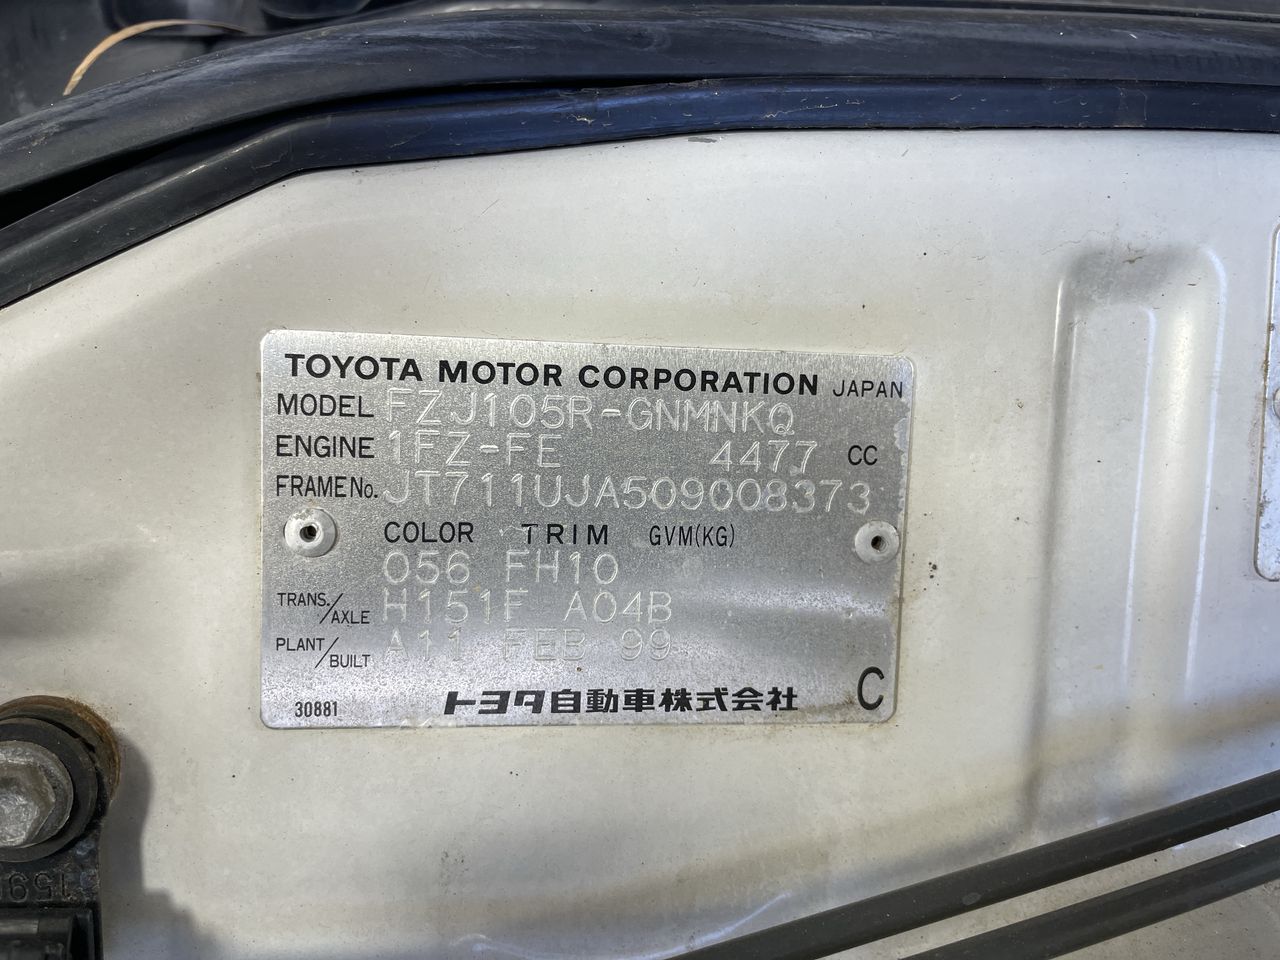 TOYOTA MOTOR CORPORATION JAPAN
MODEL FZJ105R-GNMNKQ
ENGINE 1FZ-FE 4477 CC
FRAME No. JT711UJA509008373
COLOR TRIM GVM(KG)
056 FH10
TRANS./AXLE H151F A04B
PLANT/BUILT A11 FEB 99
30881 トヨタ自動車株式会社 C